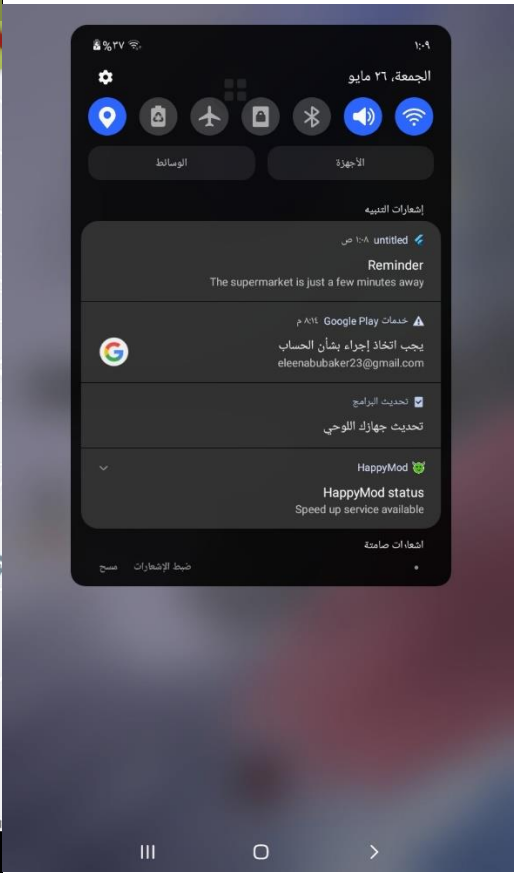 ١:٠٩
٪٣٧
الجمعة، ٢٦ مايو
الأجهزة
الوسائط
إشعارات التنبيه
untitled ١:٠٨ ص
Reminder
The supermarket is just a few minutes away
خدمات Google Play ٨:١٤ م
يجب اتخاذ إجراء بشأن الحساب
eleenabubaker23@gmail.com
تحديث البرامج
تحديث جهازك اللوحي
HappyMod
HappyMod status
Speed up service available
اشعارات صامتة
ضبط الإشعارات
مسح